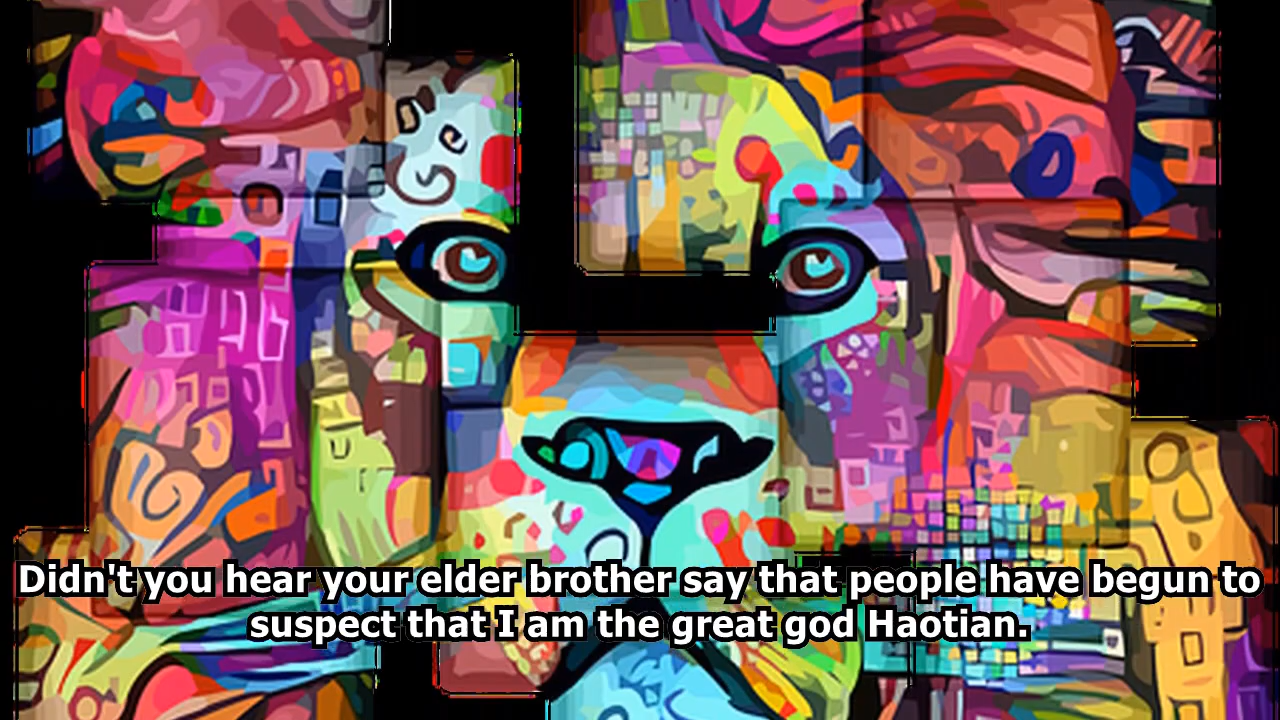 Didn't you hear your elder brother say that people have begun to
suspect that I am the great god Haotian.